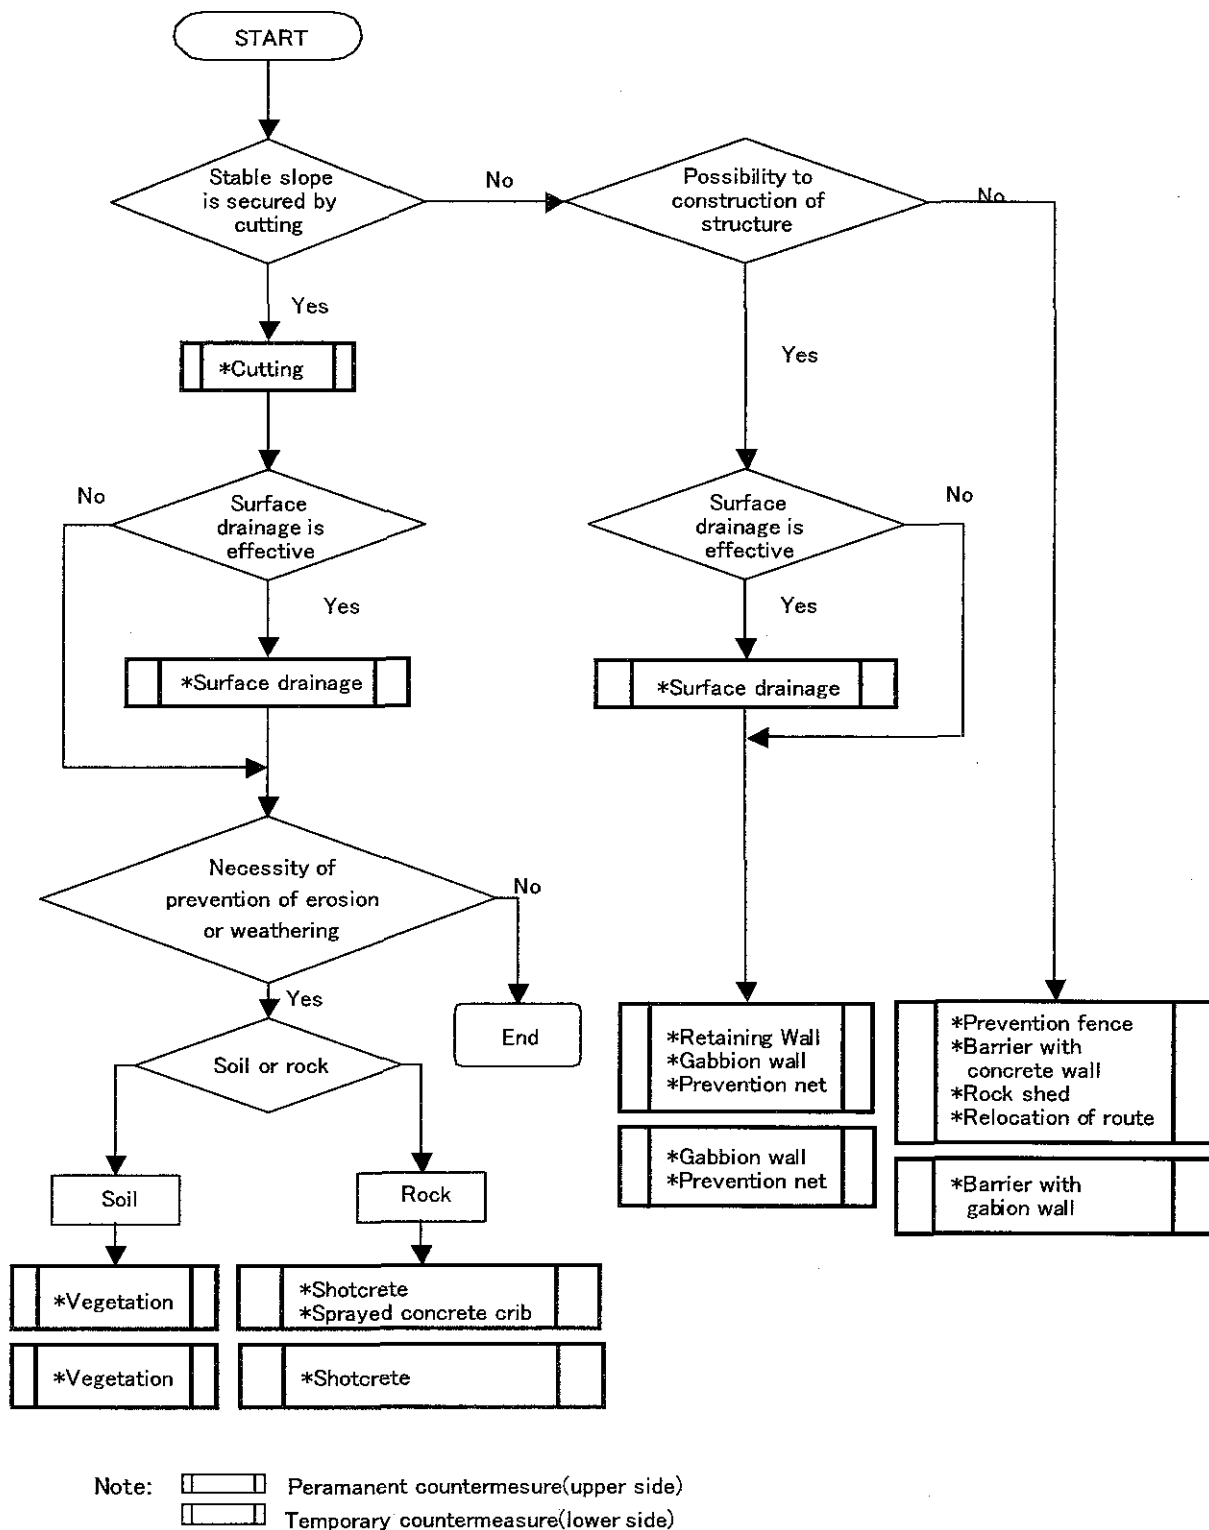 START
Stable slope
is secured by
cutting
No
Possibility to
construction of
structure
No
Yes
*Cutting
Yes
No
Surface
drainage is
effective
Surface
drainage is
effective
No
Yes
*Surface drainage
Yes
*Surface drainage
Necessity of
prevention of erosion
or weathering
No
Yes
End
Soil or rock
*Retaining Wall
*Gabbion wall
*Prevention net
*Prevention fence
*Barrier with
concrete wall
*Rock shed
*Relocation of route
*Gabbion wall
*Prevention net
*Barrier with
gabion wall
Soil
Rock
*Vegetation
*Shotcrete
*Sprayed concrete crib
*Vegetation
*Shotcrete
Note:
Peramanent countermesure(upper side)
Temporary countermeasure(lower side)